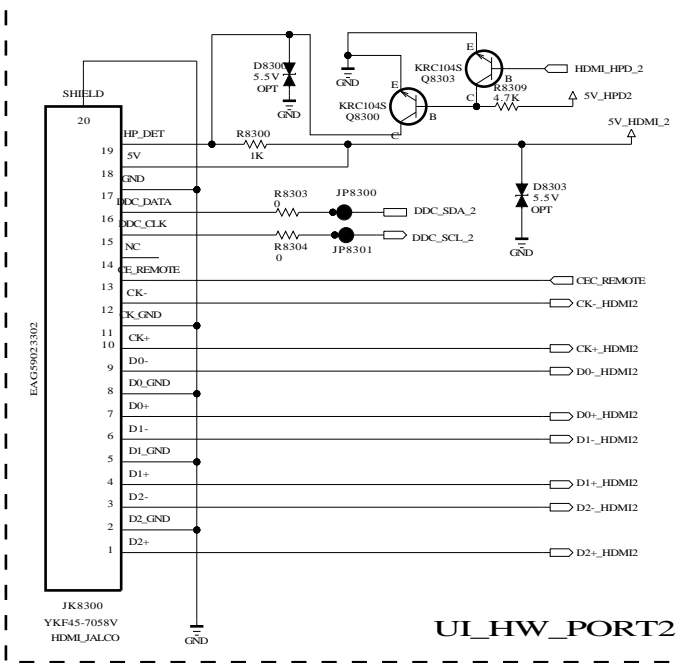 SHIELD
20
EAG59023302
19
HP_DET
18
5V
17
GND
16
DDC_DATA
15
DDC_CLK
14
NC
13
CE_REMOTE
12
CK-
11
CK_GND
10
CK+
9
D0-
8
D0_GND
7
D0+
6
D1-
5
D1_GND
4
D1+
3
D2-
2
D2_GND
1
D2+
JK8300
YKF45-7058V
HDMI_JALCO
GND
R8300
1K
D8300
5.5V
OPT
GND
GND
KRC104S
Q8303
E
B
C
KRC104S
Q8300
E
B
C
R8309
4.7K
HDMI_HPD_2
5V_HPD2
5V_HDMI_2
D8303
5.5V
OPT
GND
R8303
0
JP8300
DDC_SDA_2
R8304
0
JP8301
DDC_SCL_2
CEC_REMOTE
CK-_HDMI2
CK+_HDMI2
D0-_HDMI2
D0+_HDMI2
D1-_HDMI2
D1+_HDMI2
D2-_HDMI2
D2+_HDMI2
UI_HW_PORT2